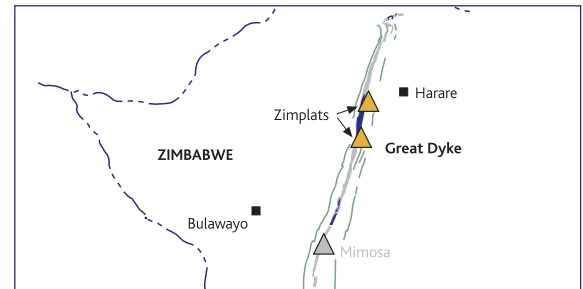 Harare
Zimplats
ZIMBABWE
Great Dyke
Bulawayo
Mimosa